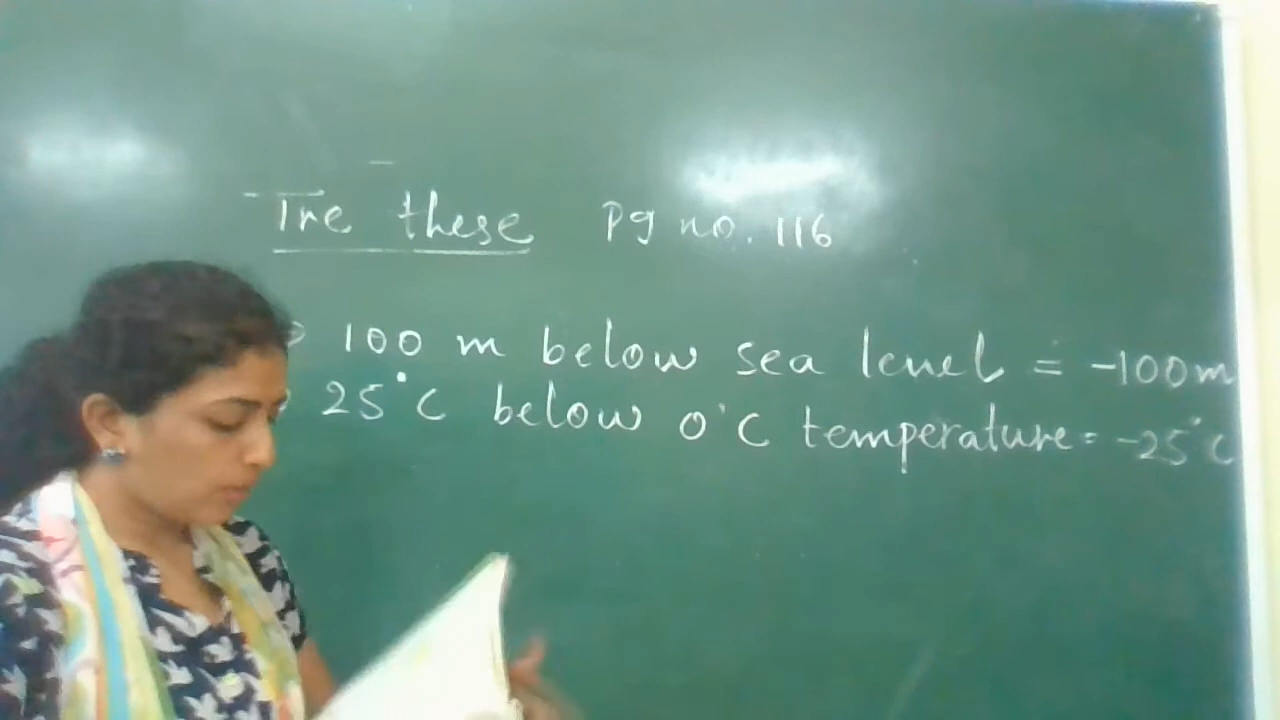 Tre these Pg no. 116
100 m below sea level = -100m
25°C below 0°C temperature = -25°C